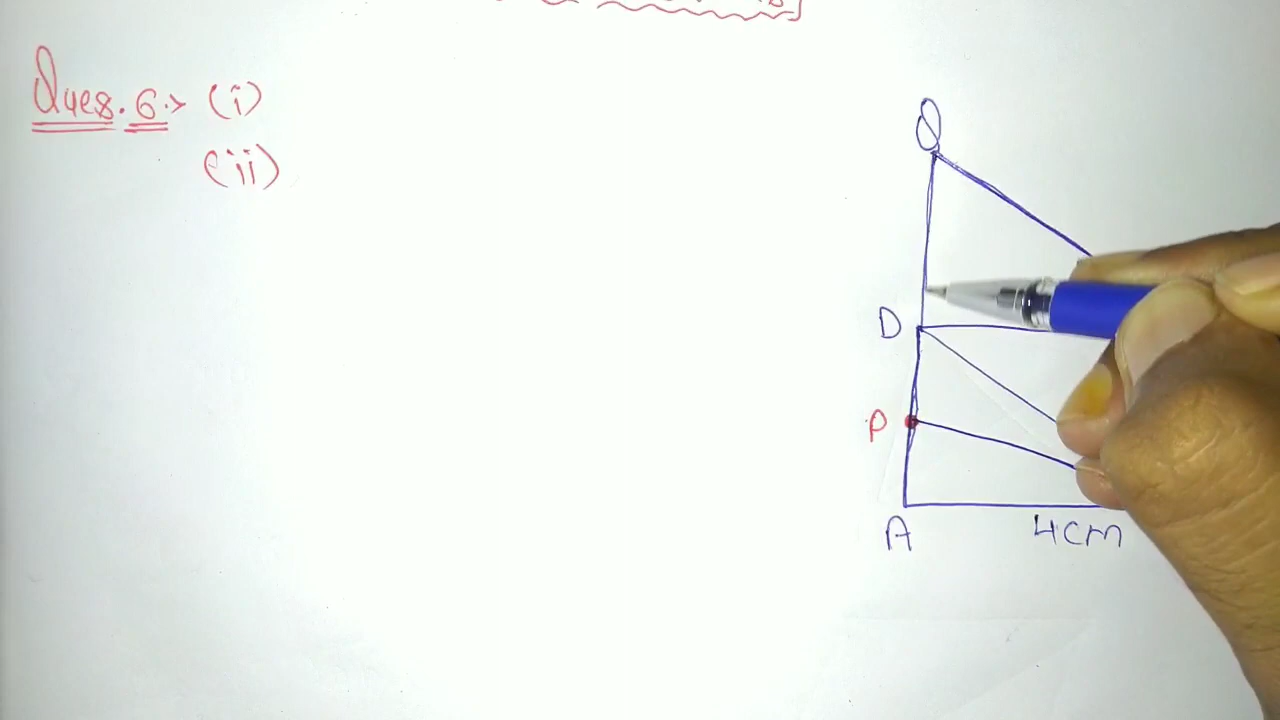 Ques. 6.> (i)
(ii)
Q
D
P
A
4cm